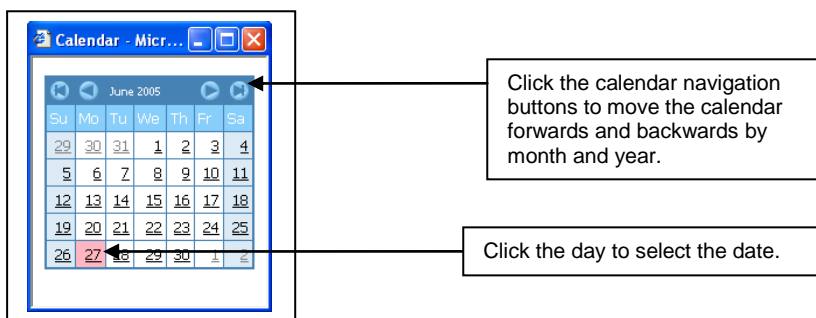 Calendar - Micr...
June 2005
Su Mo Tu We Th Fr Sa
29 30 31 1 2 3 4
5 6 7 8 9 10 11
12 13 14 15 16 17 18
19 20 21 22 23 24 25
26 27 28 29 30 1 2
Click the calendar navigation
buttons to move the calendar
forwards and backwards by
month and year.
Click the day to select the date.